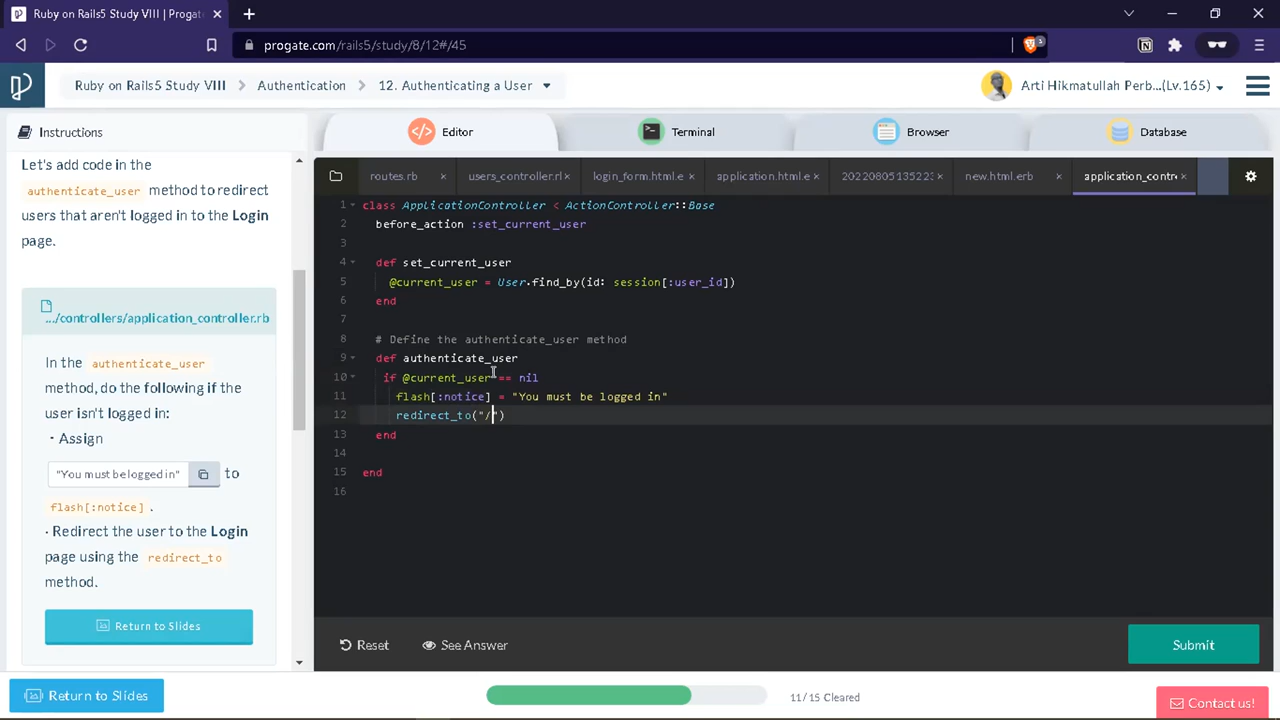 Ruby on Rails5 Study VIII | Progat
progate.com/rails5/study/8/12#/45
3
Ruby on Rails5 Study VIII
Authentication
12. Authenticating a User
Arti Hikmatullah Perb...(Lv.165)
Instructions
Editor
Terminal
Browser
Database
Let's add code in the
authenticate_user method to redirect
users that aren't logged in to the Login
page.
.../controllers/application_controller.rb
In the authenticate_user
method, do the following if the
user isn't logged in:
・Assign
"You must be logged in" to
flash[:notice] .
・Redirect the user to the Login
page using the redirect_to
method.
Return to Slides
routes.rb
users_controller.rl
login_form.html.e
application.html.e
20220805135223
new.html.erb
application_contr
1 class ApplicationController < ActionController::Base
2 before_action :set_current_user
3
4 def set_current_user
5 @current_user = User.find_by(id: session[:user_id])
6 end
7
8 # Define the authenticate_user method
9 def authenticate_user
10 if @current_user == nil
11 flash[:notice] = "You must be logged in"
12 redirect_to("/")
13 end
14
15 end
16
Reset
See Answer
Submit
Return to Slides
11 / 15 Cleared
Contact us!